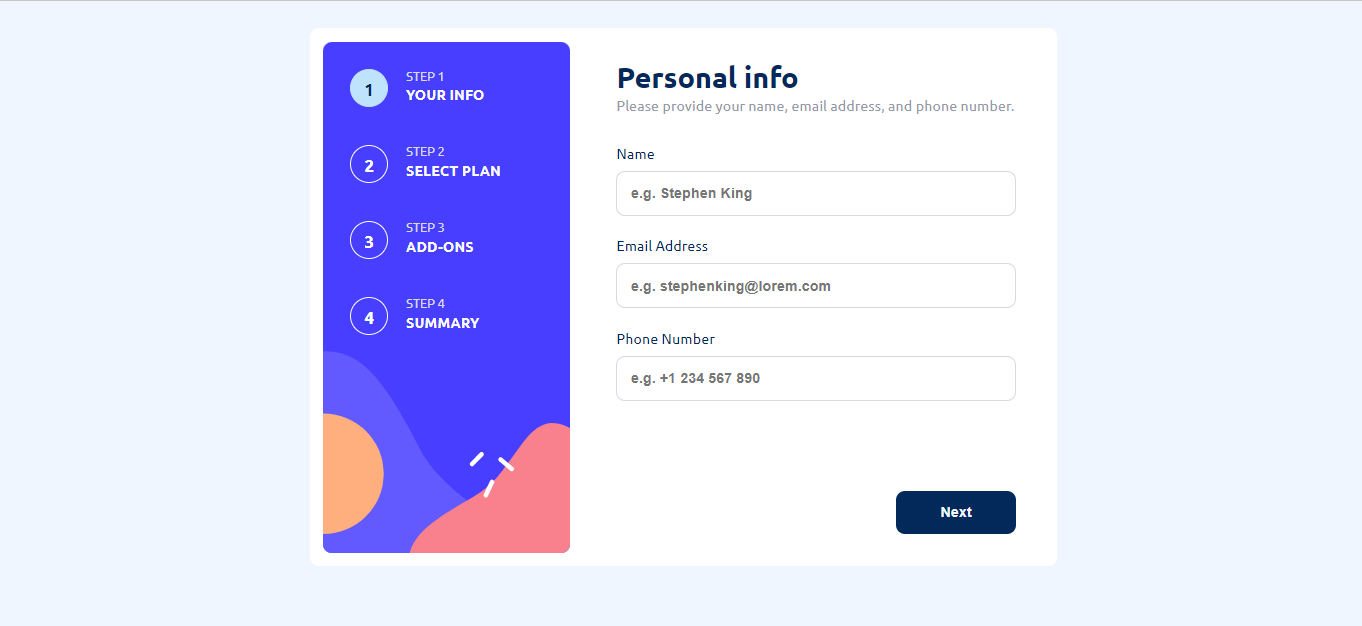 1
STEP 1
YOUR INFO
2
STEP 2
SELECT PLAN
3
STEP 3
ADD-ONS
4
STEP 4
SUMMARY
Personal info
Please provide your name, email address, and phone number.
Name
e.g. Stephen King
Email Address
e.g. stephenking@lorem.com
Phone Number
e.g. +1 234 567 890
Next